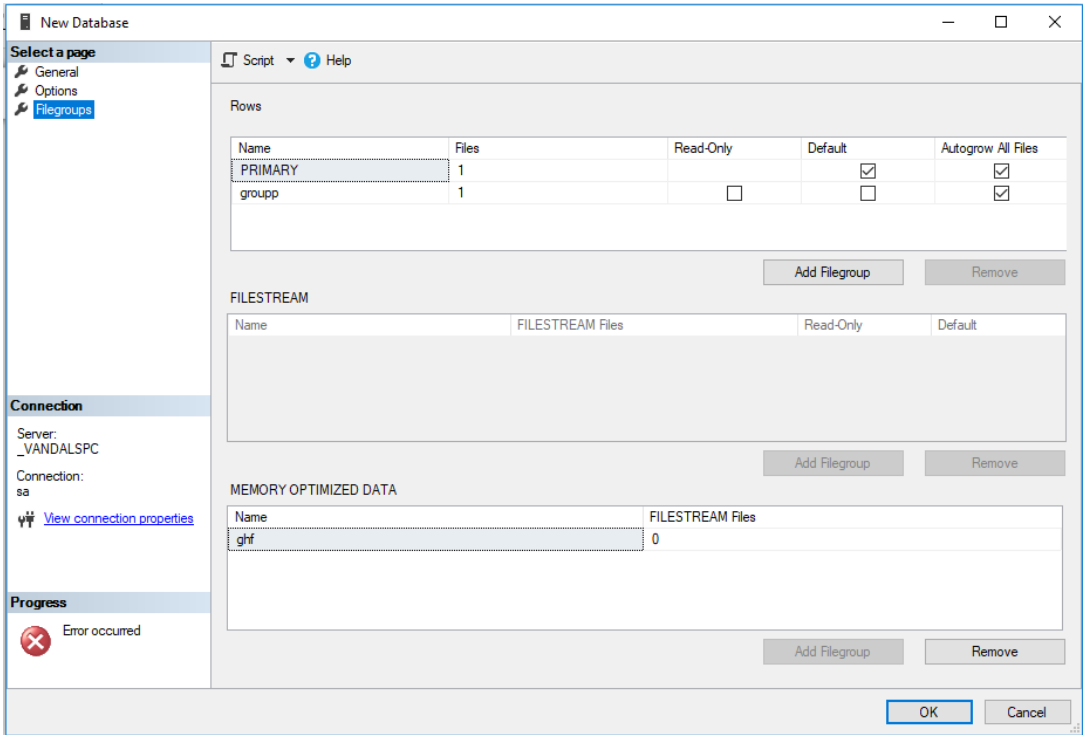 New Database
Select a page
General
Options
Filegroups
Script Help
Rows
Name Files Read-Only Default Autogrow All Files
PRIMARY 1
groupp 1
Add Filegroup Remove
FILESTREAM
Name FILESTREAM Files Read-Only Default
Add Filegroup Remove
MEMORY OPTIMIZED DATA
Name FILESTREAM Files
ghf 0
Add Filegroup Remove
Connection
Server:
_VANDALSPC
Connection:
sa
View connection properties
Progress
Error occurred
OK Cancel